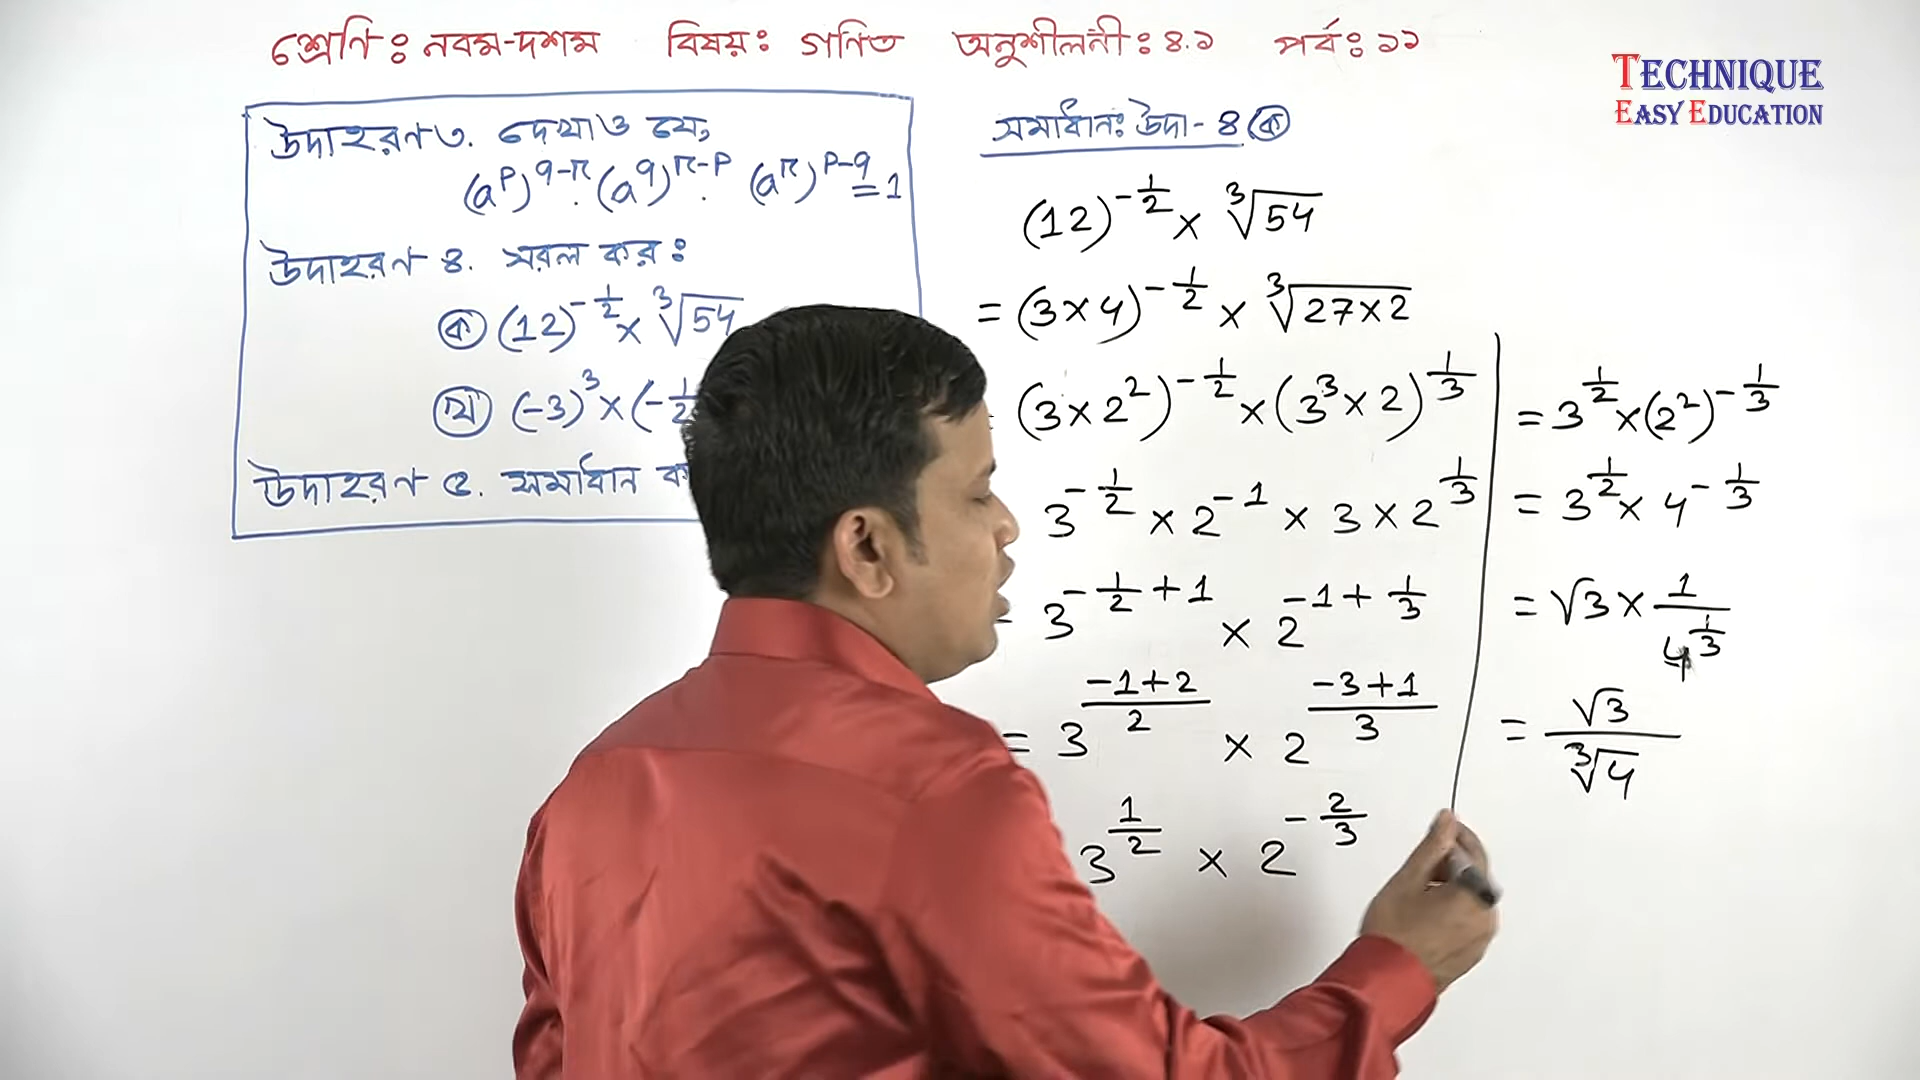 শ্রেণি: নবম-দশম বিষয়: গণিত অনুশীলনী: ৪.১ পর্ব: ১১
TECHNIQUE
EASY EDUCATION
উদাহরণ ৩. দেখাও যে,
(a^p)^{q-r}. (a^q)^{r-p}. (a^r)^{p-q} = 1
উদাহরণ ৪. সরল কর:
ক (12)^{-1/2} × ∛54
খ (-3)^3 × (-1/2
উদাহরণ ৫. সমাধান ক
সমাধান: উদা - ৪ ক
(12)^{-1/2} × ∛54
= (3×4)^{-1/2} × ∛(27×2)
= (3×2^2)^{-1/2} × (3^3×2)^{1/3}
3^{-1/2} × 2^{-1} × 3 × 2^{1/3}
= 3^{-1/2+1} × 2^{-1+1/3}
= 3^{(-1+2)/2} × 2^{(-3+1)/3}
3^{1/2} × 2^{-2/3}
= 3^{1/2} × (2^2)^{-1/3}
= 3^{1/2} × 4^{-1/3}
= √3 × 1/4^{1/3}
= √3/∛4